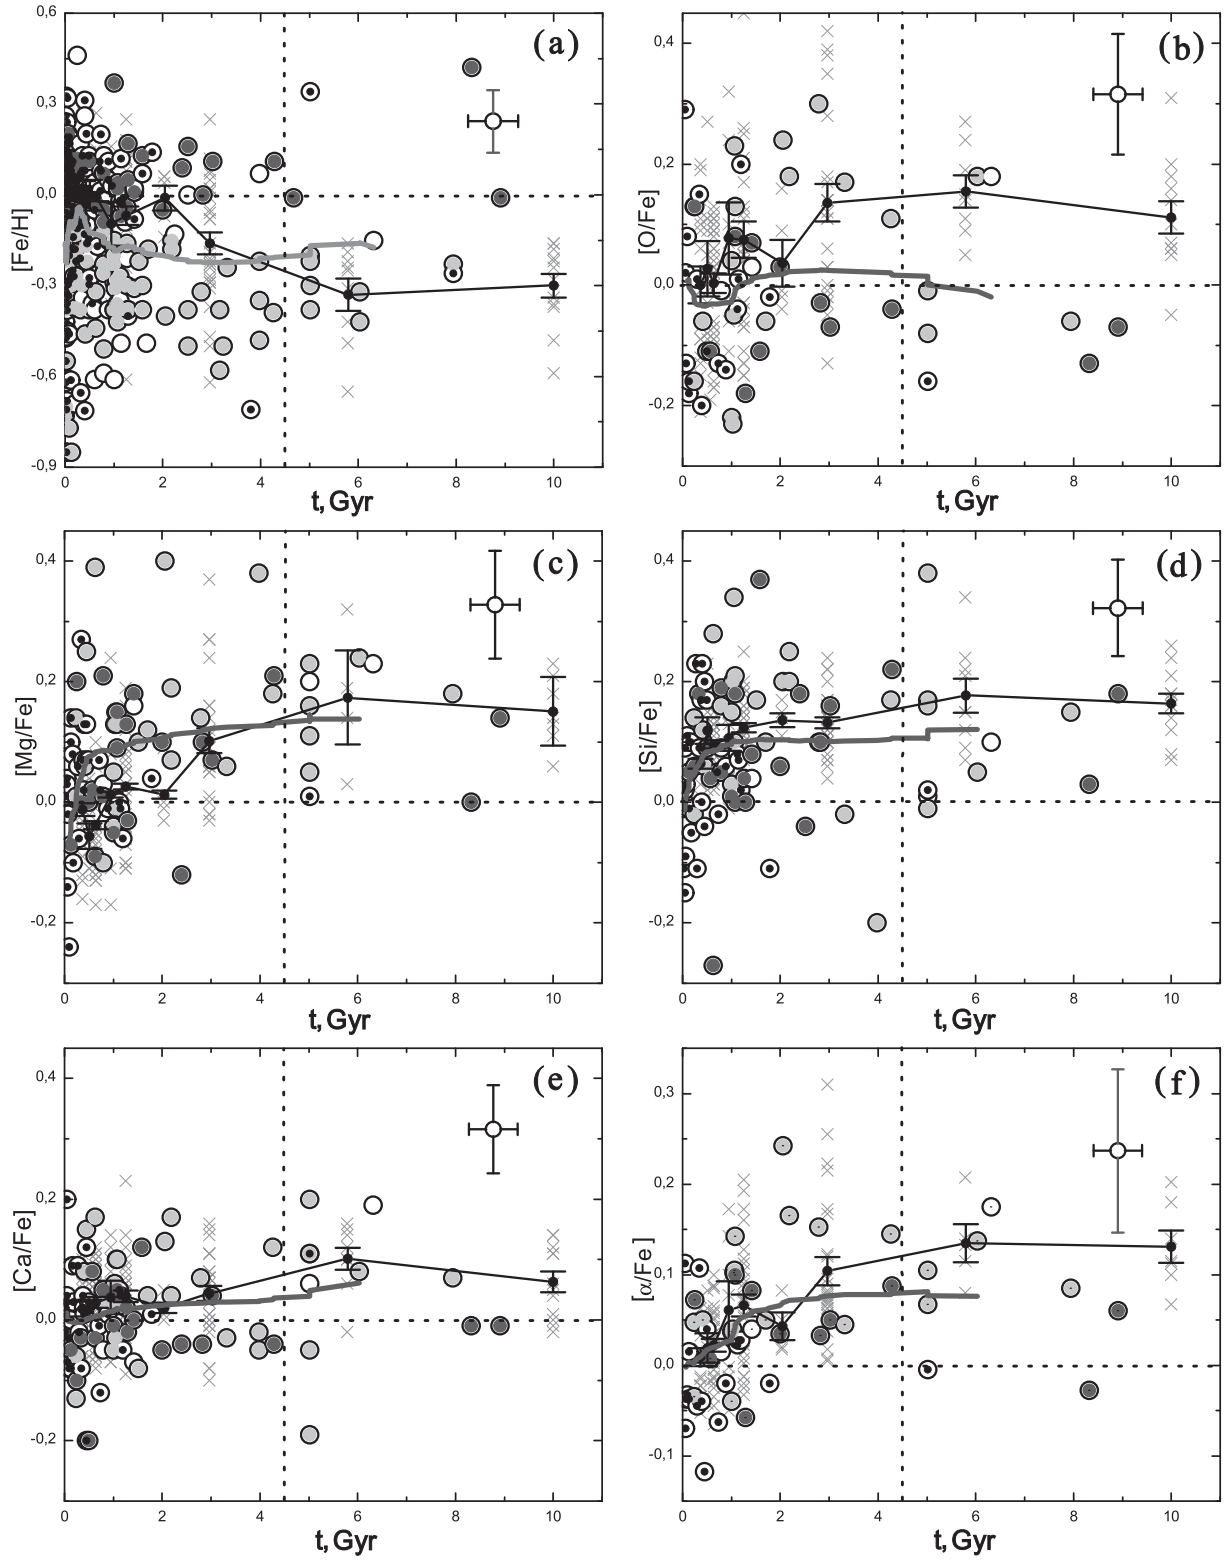 (a)
0,6
0,3
0,0
-0,3
-0,6
-0,9
[Fe/H]
0 2 4 6 8 10
t, Gyr
(b)
0,4
0,2
0,0
-0,2
[O/Fe]
0 2 4 6 8 10
t, Gyr
(c)
0,4
0,2
0,0
-0,2
[Mg/Fe]
0 2 4 6 8 10
t, Gyr
(d)
0,4
0,2
0,0
-0,2
[Si/Fe]
0 2 4 6 8 10
t, Gyr
(e)
0,4
0,2
0,0
-0,2
[Ca/Fe]
0 2 4 6 8 10
t, Gyr
(f)
0,3
0,2
0,1
0,0
-0,1
[α/Fe]
0 2 4 6 8 10
t, Gyr